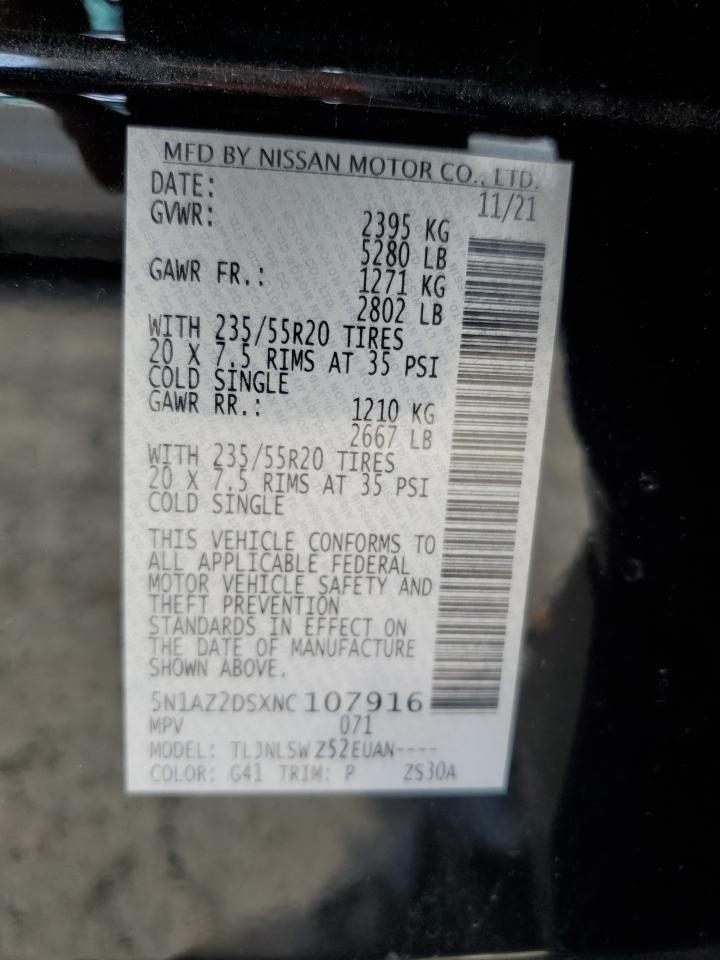 MFD BY NISSAN MOTOR CO., LTD.
DATE: 11/21
GVWR: 2395 KG
5280 LB
GAWR FR.: 1271 KG
2802 LB
WITH 235/55R20 TIRES
20 X 7.5 RIMS AT 35 PSI
COLD SINGLE
GAWR RR.: 1210 KG
2667 LB
WITH 235/55R20 TIRES
20 X 7.5 RIMS AT 35 PSI
COLD SINGLE
THIS VEHICLE CONFORMS TO
ALL APPLICABLE FEDERAL
MOTOR VEHICLE SAFETY AND
THEFT PREVENTION
STANDARDS IN EFFECT ON
THE DATE OF MANUFACTURE
SHOWN ABOVE.
5N1AZ2DSXNC107916
MPV 071
MODEL: TLJNLSWZ52EUAN----
COLOR: G41 TRIM: P ZS30A